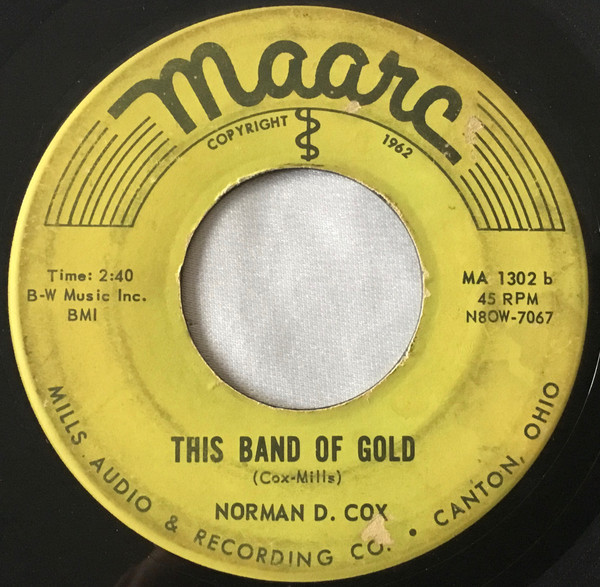 maarc
COPYRIGHT 1962
Time: 2:40
B-W Music Inc.
BMI
MA 1302 b
45 RPM
N8OW-7067
THIS BAND OF GOLD
(Cox-Mills)
NORMAN D. COX
MILLS AUDIO & RECORDING CO. • CANTON, OHIO